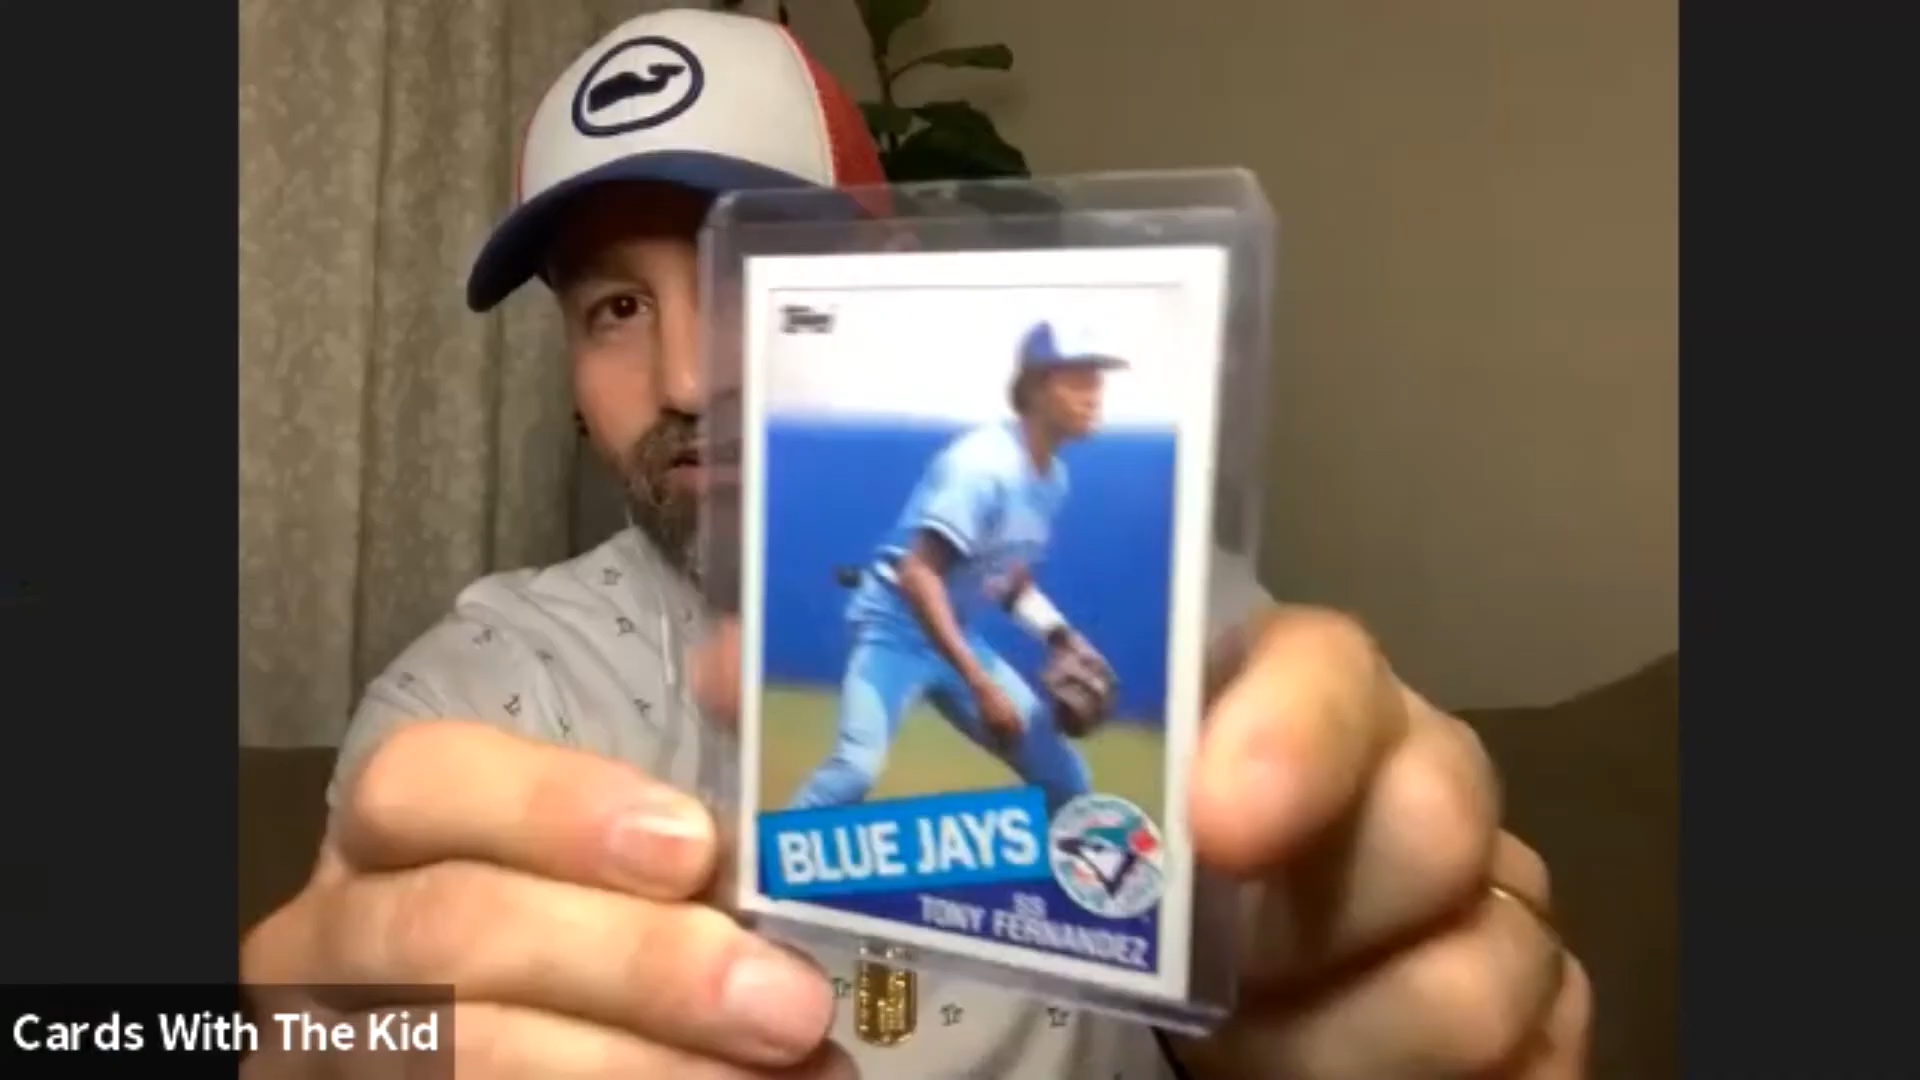 Topps
BLUE JAYS
SS
TONY FERNANDEZ
Cards With The Kid